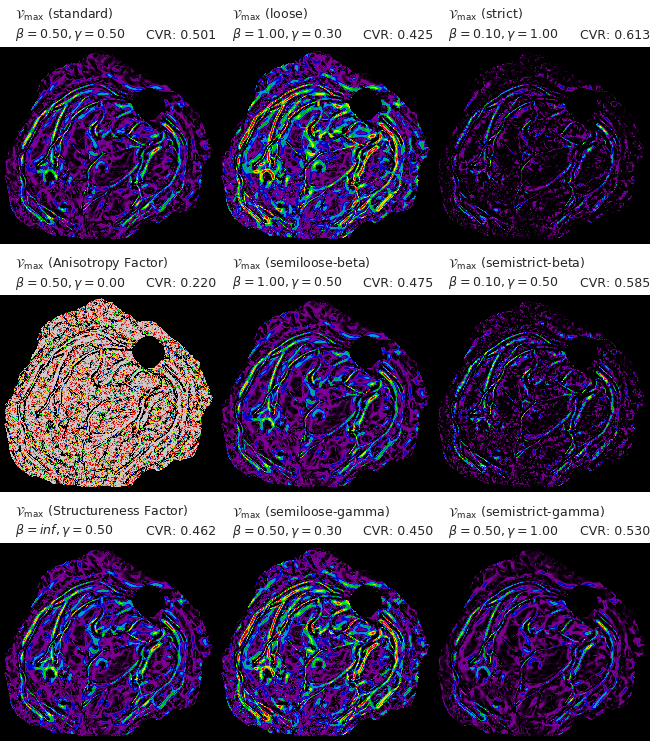 𝒱max (standard) 𝒱max (loose) 𝒱max (strict)
β = 0.50, γ = 0.50 CVR: 0.501 β = 1.00, γ = 0.30 CVR: 0.425 β = 0.10, γ = 1.00 CVR: 0.613
𝒱max (Anisotropy Factor) 𝒱max (semiloose-beta) 𝒱max (semistrict-beta)
β = 0.50, γ = 0.00 CVR: 0.220 β = 1.00, γ = 0.50 CVR: 0.475 β = 0.10, γ = 0.50 CVR: 0.585
𝒱max (Structureness Factor) 𝒱max (semiloose-gamma) 𝒱max (semistrict-gamma)
β = inf, γ = 0.50 CVR: 0.462 β = 0.50, γ = 0.30 CVR: 0.450 β = 0.50, γ = 1.00 CVR: 0.530